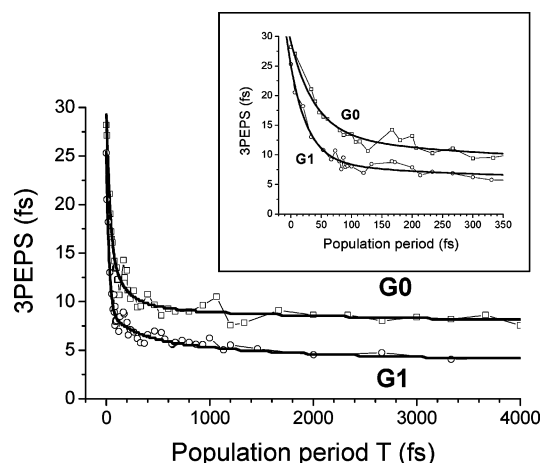 30
25
20
15
10
5
0
3PEPS (fs)
G0
G1
0 50 100 150 200 250 300 350
Population period (fs)
30
25
20
15
10
5
0
3PEPS (fs)
G0
G1
0 1000 2000 3000 4000
Population period T (fs)